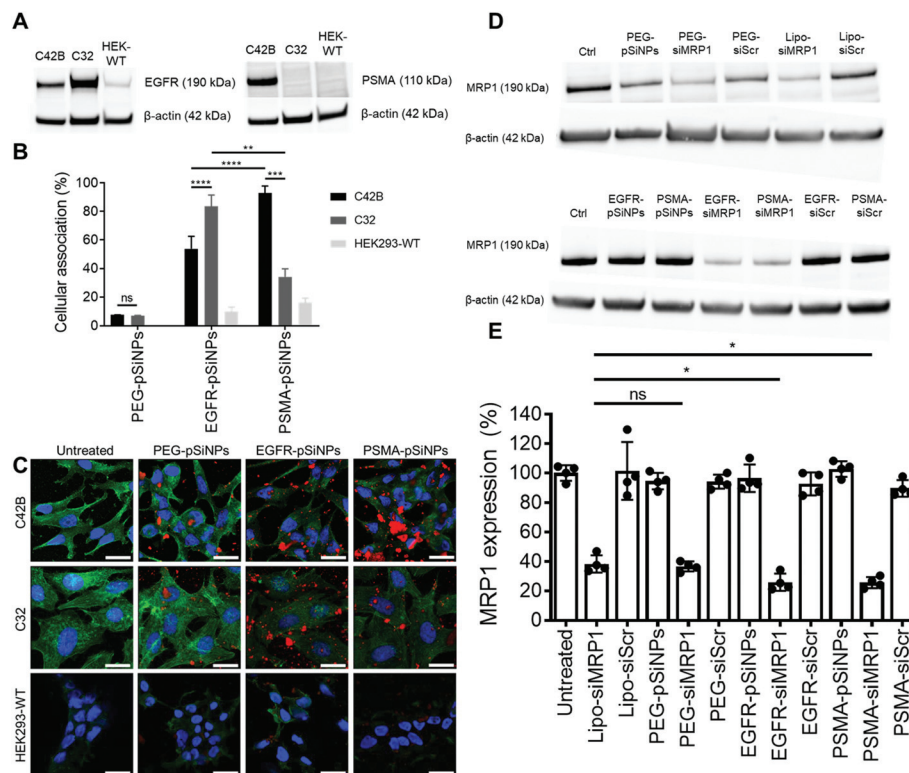 A
C42B C32 HEK-
WT
EGFR (190 kDa)
β-actin (42 kDa)
C42B C32 HEK-
WT
PSMA (110 kDa)
β-actin (42 kDa)
B
Cellular association (%)
100
80
60
40
20
0
ns
****
****
**
***
C42B
C32
HEK293-WT
PEG-pSiNPs
EGFR-pSiNPs
PSMA-pSiNPs
C
Untreated PEG-pSiNPs EGFR-pSiNPs PSMA-pSiNPs
C42B
C32
HEK293-WT
D
Ctrl PEG-pSiNPs PEG-siMRP1 PEG-siScr Lipo-siMRP1 Lipo-siScr
MRP1 (190 kDa)
β-actin (42 kDa)
Ctrl EGFR-pSiNPs PSMA-pSiNPs EGFR-siMRP1 PSMA-siMRP1 EGFR-siScr PSMA-siScr
MRP1 (190 kDa)
β-actin (42 kDa)
E
*
*
ns
MRP1 expression (%)
140
120
100
80
60
40
20
0
Untreated
Lipo-siMRP1
Lipo-siScr
PEG-pSiNPs
PEG-siMRP1
PEG-siScr
EGFR-pSiNPs
EGFR-siMRP1
EGFR-siScr
PSMA-pSiNPs
PSMA-siMRP1
PSMA-siScr